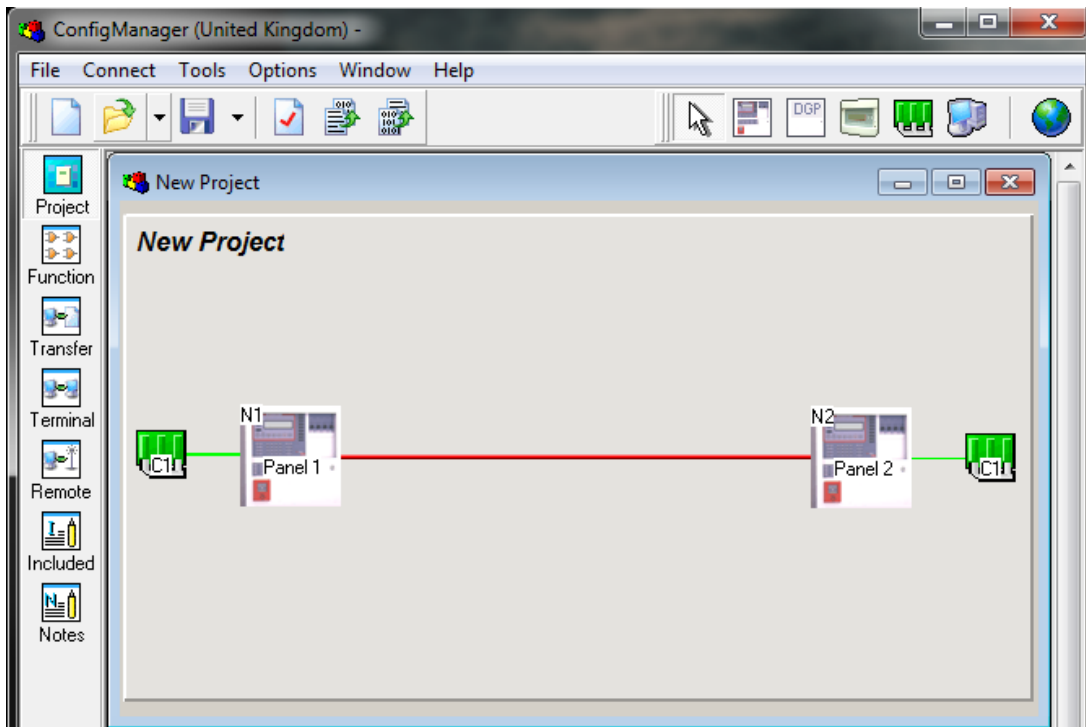 ConfigManager (United Kingdom) -
File Connect Tools Options Window Help
DGP
Project
Function
Transfer
Terminal
Remote
Included
Notes
New Project
New Project
N1
Panel 1
C1
N2
Panel 2
C1